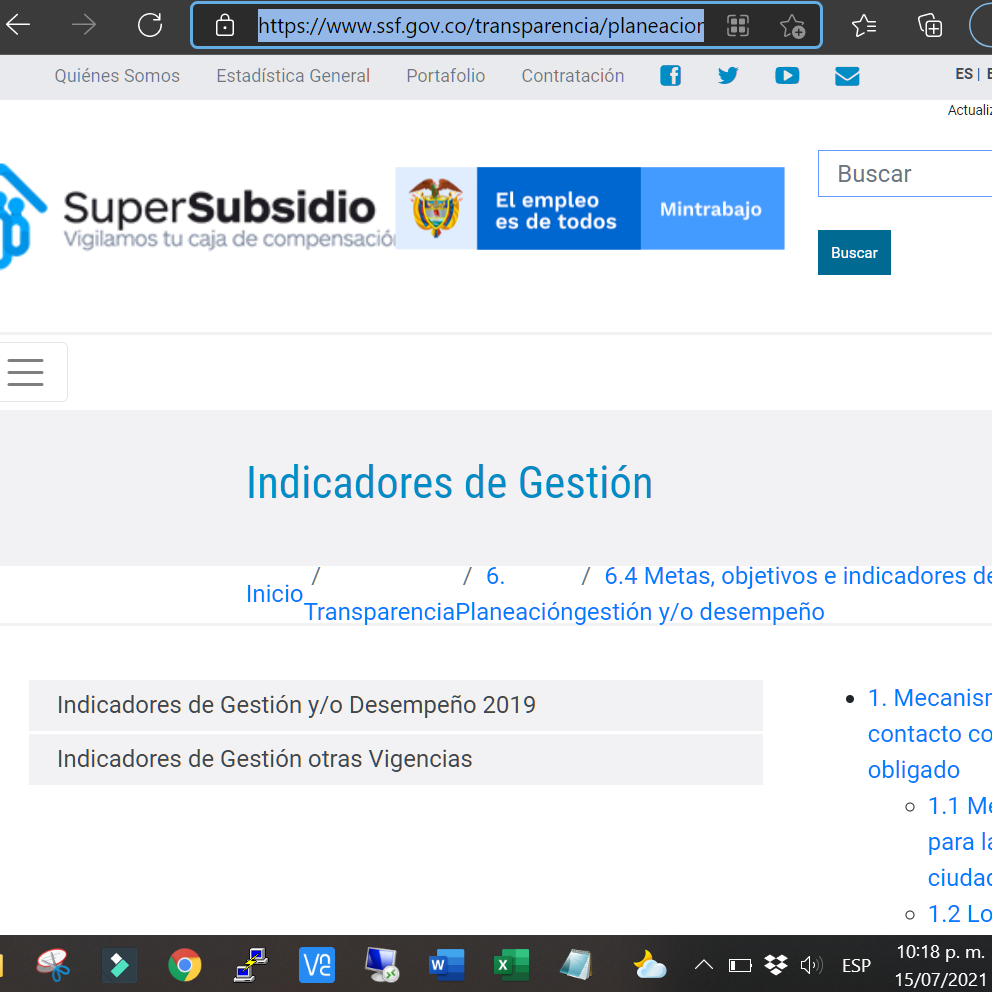 https://www.ssf.gov.co/transparencia/planeacion
Quiénes Somos Estadística General Portafolio Contratación ES |
Actualiz
Buscar
SuperSubsidio
Vigilamos tu caja de compensación
El empleo
es de todos
Mintrabajo
Buscar
Indicadores de Gestión
Inicio / Transparencia / 6. Planeación / 6.4 Metas, objetivos e indicadores de
gestión y/o desempeño
Indicadores de Gestión y/o Desempeño 2019
Indicadores de Gestión otras Vigencias
1. Mecanism
contacto co
obligado
1.1 Me
para la
ciudad
1.2 Lo
ESP
10:18 p. m.
15/07/2021